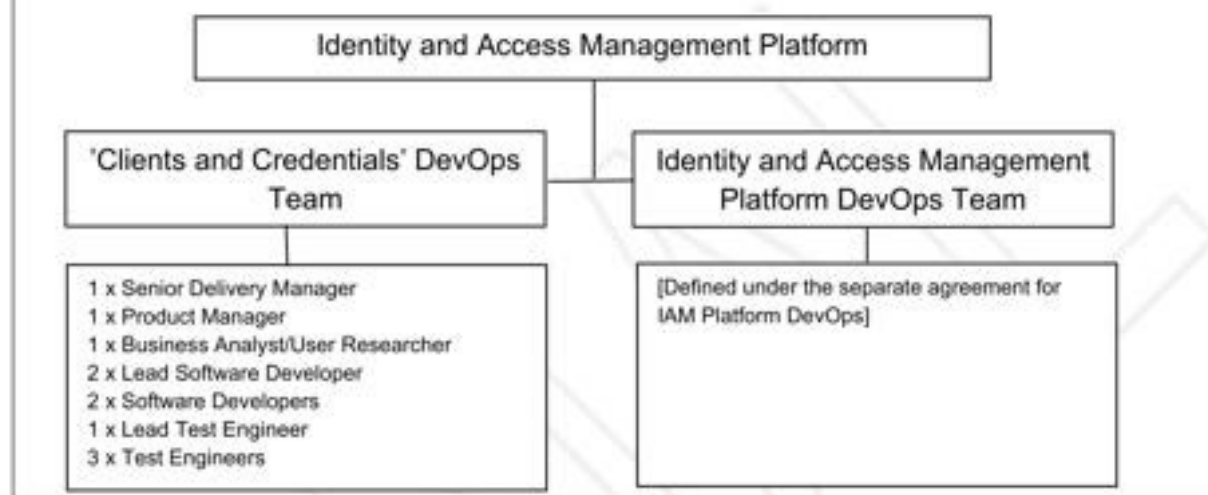 Identity and Access Management Platform
'Clients and Credentials' DevOps
Team
Identity and Access Management
Platform DevOps Team
1 x Senior Delivery Manager
1 x Product Manager
1 x Business Analyst/User Researcher
2 x Lead Software Developer
2 x Software Developers
1 x Lead Test Engineer
3 x Test Engineers
[Defined under the separate agreement for
IAM Platform DevOps]